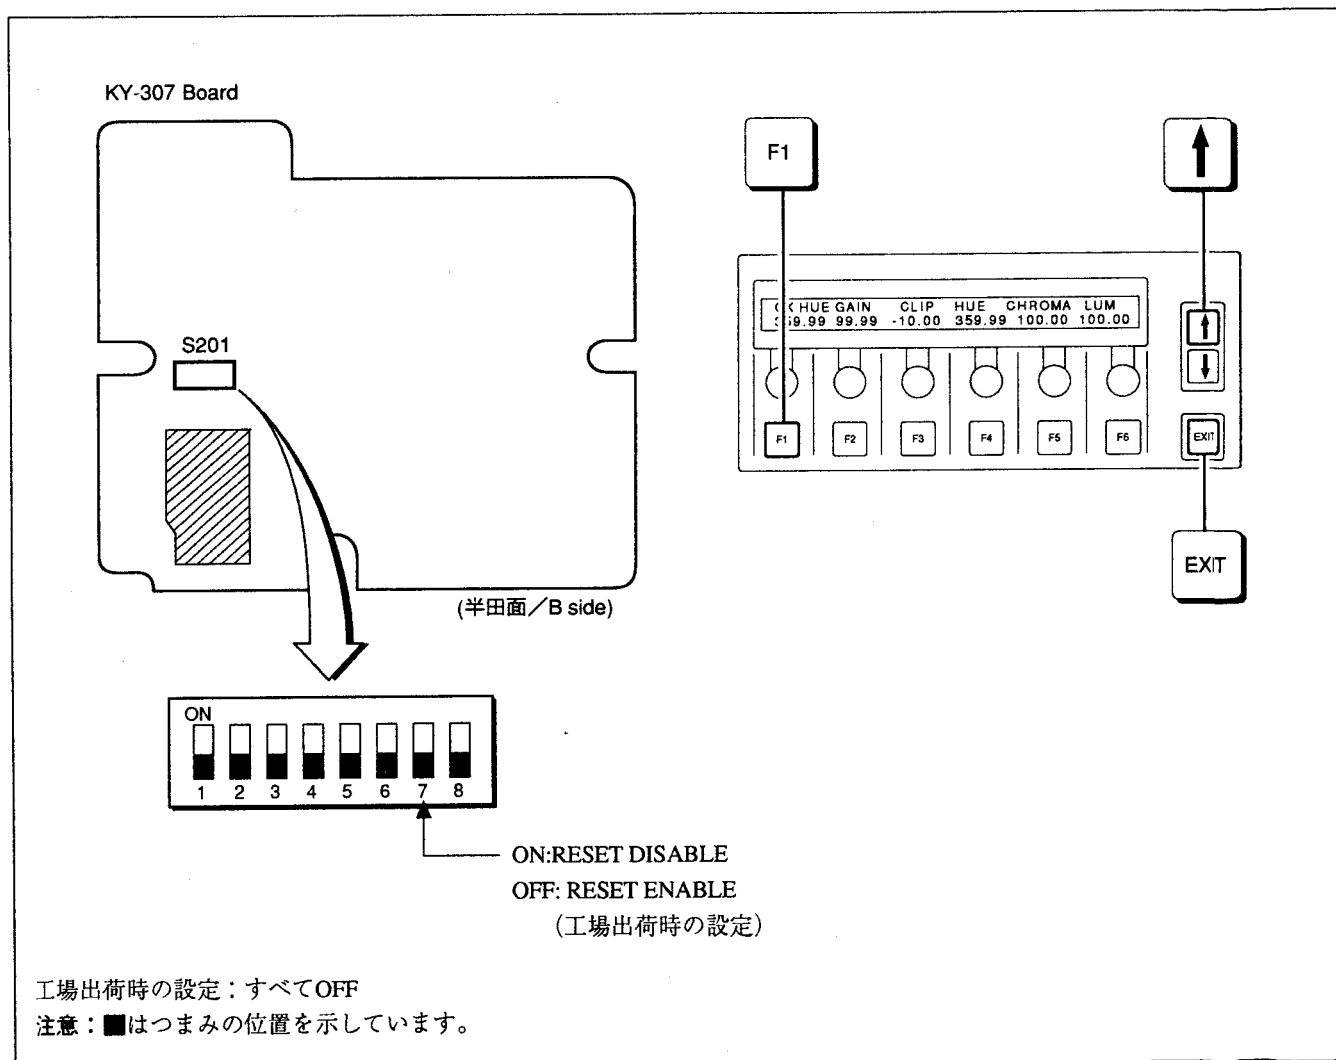 KY-307 Board
S201
(半田面／B side)
ON
1 2 3 4 5 6 7 8
ON:RESET DISABLE
OFF: RESET ENABLE
（工場出荷時の設定）
F1
HUE GAIN CLIP HUE CHROMA LUM
99.99 -10.00 359.99 100.00 100.00
F1 F2 F3 F4 F5 F6
EXIT
EXIT
工場出荷時の設定：すべてOFF
注意：■はつまみの位置を示しています。